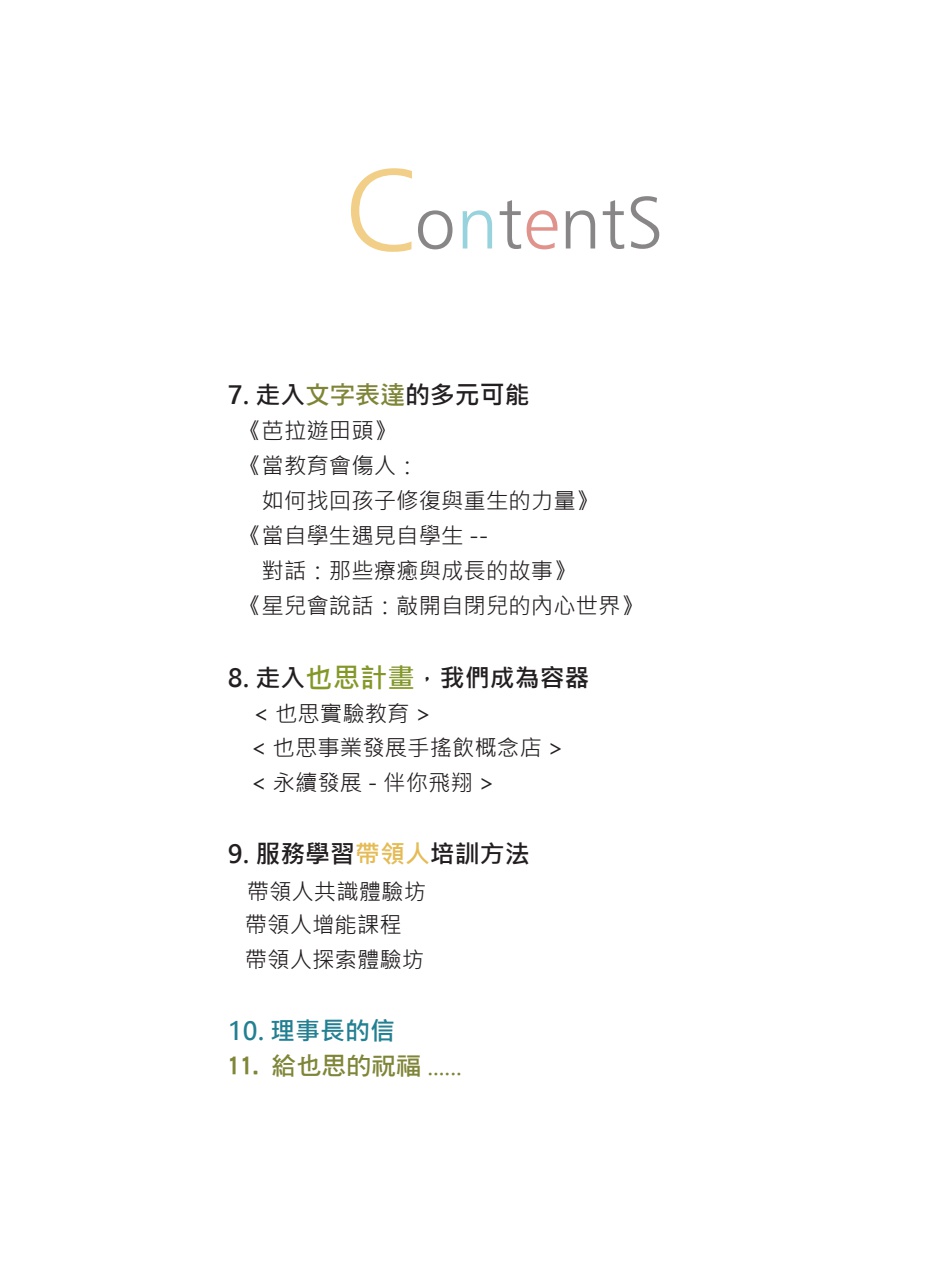 ContentS
7. 走入文字表達的多元可能
《芭拉遊田頭》
《當教育會傷人：
如何找回孩子修復與重生的力量》
《當自學生遇見自學生 --
對話：那些療癒與成長的故事》
《星兒會說話：敲開自閉兒的內心世界》
8. 走入也思計畫，我們成為容器
< 也思實驗教育 >
< 也思事業發展手搖飲概念店 >
< 永續發展 - 伴你飛翔 >
9. 服務學習帶領人培訓方法
帶領人共識體驗坊
帶領人增能課程
帶領人探索體驗坊
10. 理事長的信
11. 給也思的祝福 ......